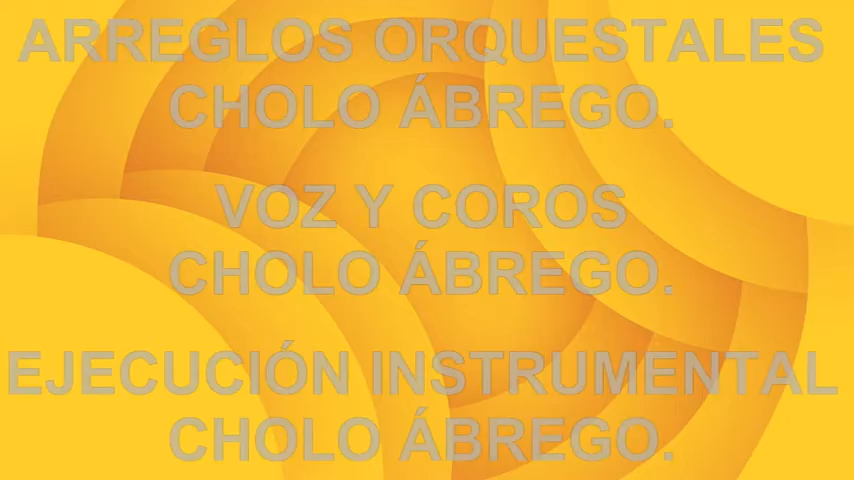 ARREGLOS ORQUESTALES
CHOLO ÁBREGO.
VOZ Y COROS
CHOLO ÁBREGO.
EJECUCIÓN INSTRUMENTAL
CHOLO ÁBREGO.